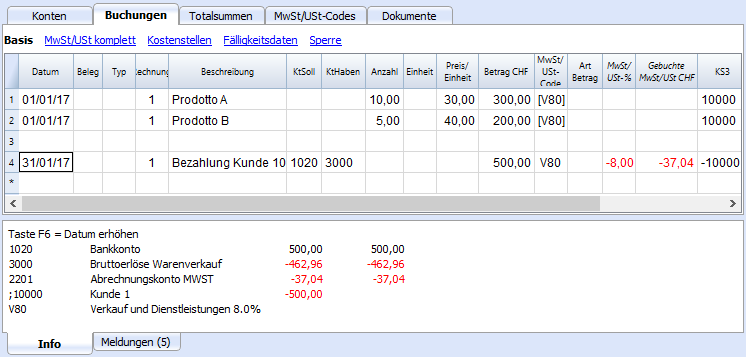 Konten Buchungen Totalsummen MwSt/USt-Codes Dokumente
Basis MwSt/USt komplett Kostenstellen Fälligkeitsdaten Sperre
Datum Beleg Typ lechnung Beschreibung KtSoll KtHaben Anzahl Einheit Preis/ Einheit Betrag CHF MwSt/ USt- Code Art Betrag MwSt/ USt-% Gebuchte MwSt/USt CHF KS3
1 01/01/17 1 Prodotto A 10,00 30,00 300,00 [V80] 10000
2 01/01/17 1 Prodotto B 5,00 40,00 200,00 [V80] 10000
3
4 31/01/17 1 Bezahlung Kunde 10 1020 3000 500,00 V80 -8,00 -37,04 -10000
*
Taste F6 = Datum erhöhen
1020 Bankkonto 500,00 500,00
3000 Bruttoerlöse Warenverkauf -462,96 -462,96
2201 Abrechnungskonto MWST -37,04 -37,04
;10000 Kunde 1 -500,00
V80 Verkauf und Dienstleistungen 8.0%
Info Meldungen (5)